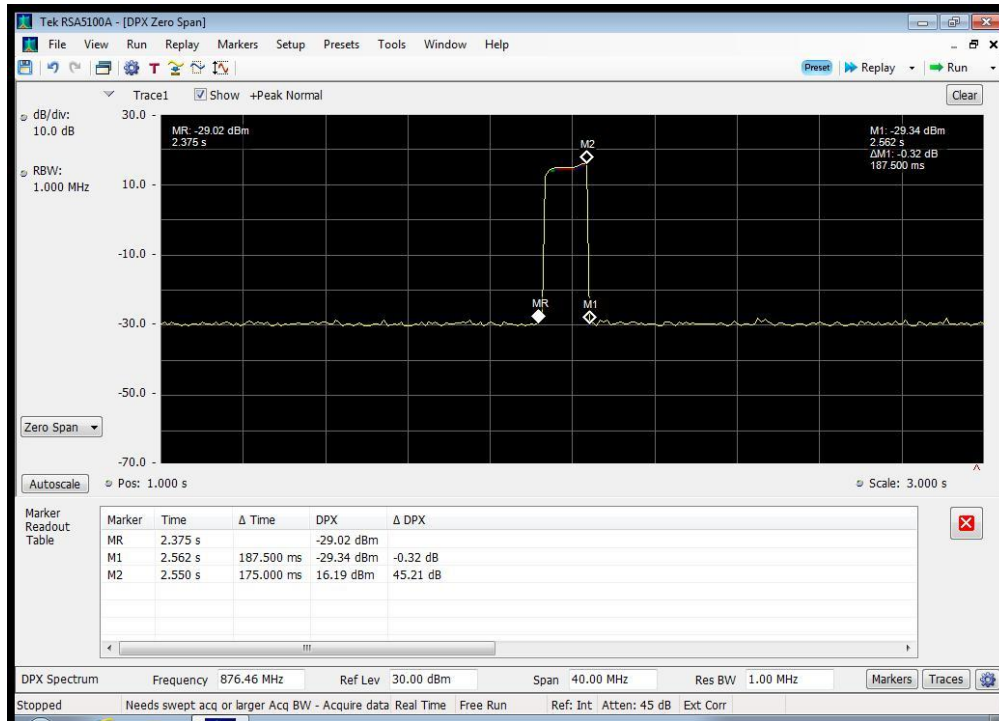 Tek RSA5100A - [DPX Zero Span]
File View Run Replay Markers Setup Presets Tools Window Help
Preset Replay Run
Trace1 Show +Peak Normal Clear
dB/div:
10.0 dB
RBW:
1.000 MHz
30.0
10.0
-10.0
-30.0
-50.0
-70.0
MR: -29.02 dBm
2.375 s
M1: -29.34 dBm
2.562 s
ΔM1: -0.32 dB
187.500 ms
M2
MR
M1
Zero Span
Autoscale Pos: 1.000 s Scale: 3.000 s
Marker
Readout
Table
Marker Time Δ Time DPX Δ DPX
MR 2.375 s -29.02 dBm
M1 2.562 s 187.500 ms -29.34 dBm -0.32 dB
M2 2.550 s 175.000 ms 16.19 dBm 45.21 dB
DPX Spectrum Frequency 876.46 MHz Ref Lev 30.00 dBm Span 40.00 MHz Res BW 1.00 MHz Markers Traces
Stopped Needs swept acq or larger Acq BW - Acquire data Real Time Free Run Ref: Int Atten: 45 dB Ext Corr